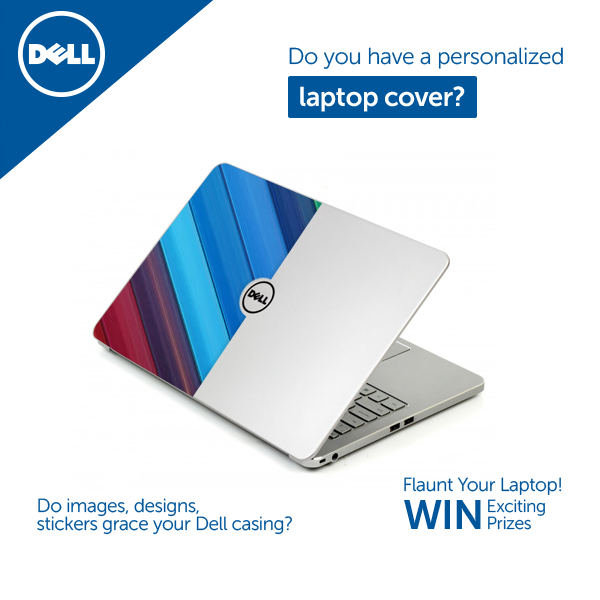 DELL
Do you have a personalized
laptop cover?
DELL
Do images, designs,
stickers grace your Dell casing?
Flaunt Your Laptop!
WIN Exciting
Prizes